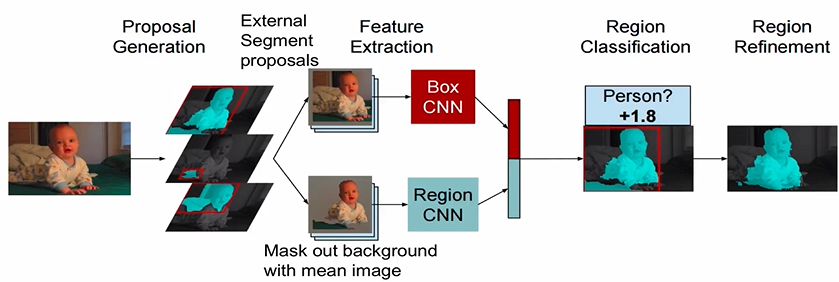 Proposal
Generation
External
Segment
proposals
Feature
Extraction
Region
Classification
Region
Refinement
Box
CNN
Person?
+1.8
Region
CNN
Mask out background
with mean image